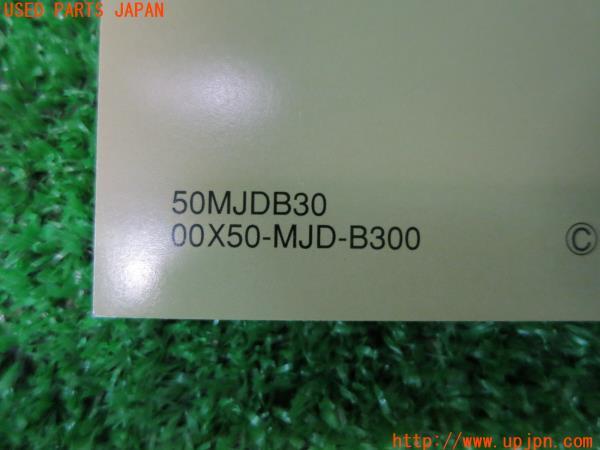 USED PARTS JAPAN
50MJDB30
00X50-MJD-B300
©
http://www.upjpn.com